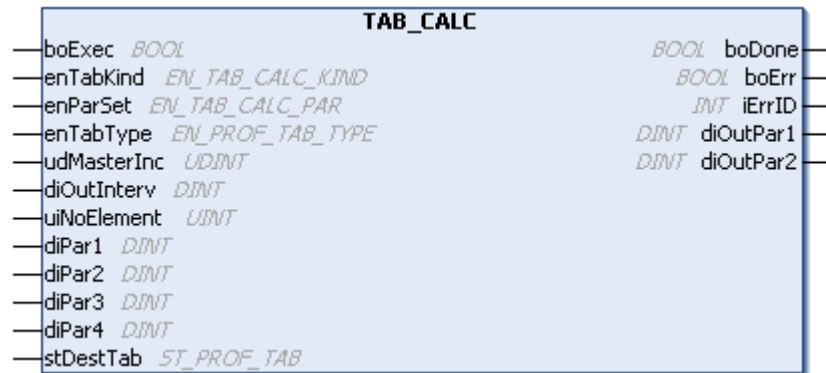 TAB_CALC
boExec BOOL BOOL boDone
enTabKind EN_TAB_CALC_KIND BOOL boErr
enParSet EN_TAB_CALC_PAR INT iErrID
enTabType EN_PROF_TAB_TYPE DINT diOutPar1
udMasterInc UDINT DINT diOutPar2
diOutInterv DINT
uiNoElement UINT
diPar1 DINT
diPar2 DINT
diPar3 DINT
diPar4 DINT
stDestTab ST_PROF_TAB